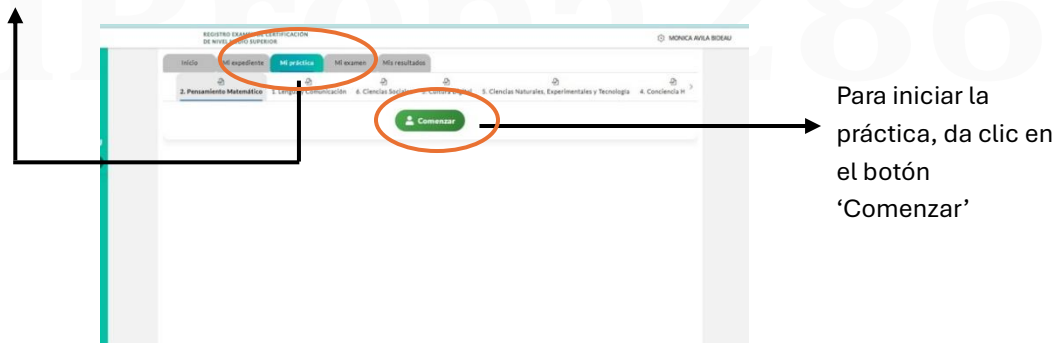 REGISTRO EXAMEN DE CERTIFICACIÓN
DE NIVEL MEDIO SUPERIOR
MONICA AVILA BIDEAU
Inicio Mi expediente Mi práctica Mi examen Mis resultados
2. Pensamiento Matemático 1. Lengua y Comunicación 6. Ciencias Sociales 3. Cultura Digital 5. Ciencias Naturales, Experimentales y Tecnología 4. Conciencia H
Comenzar
Para iniciar la
práctica, da clic en
el botón
‘Comenzar’